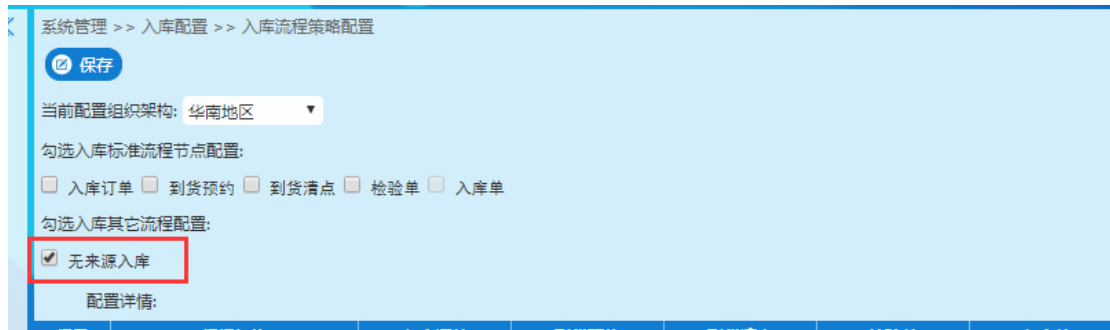 系统管理 >> 入库配置 >> 入库流程策略配置
保存
当前配置组织架构: 华南地区
勾选入库标准流程节点配置:
入库订单 到货预约 到货清点 检验单 入库单
勾选入库其它流程配置:
无来源入库
配置详情: